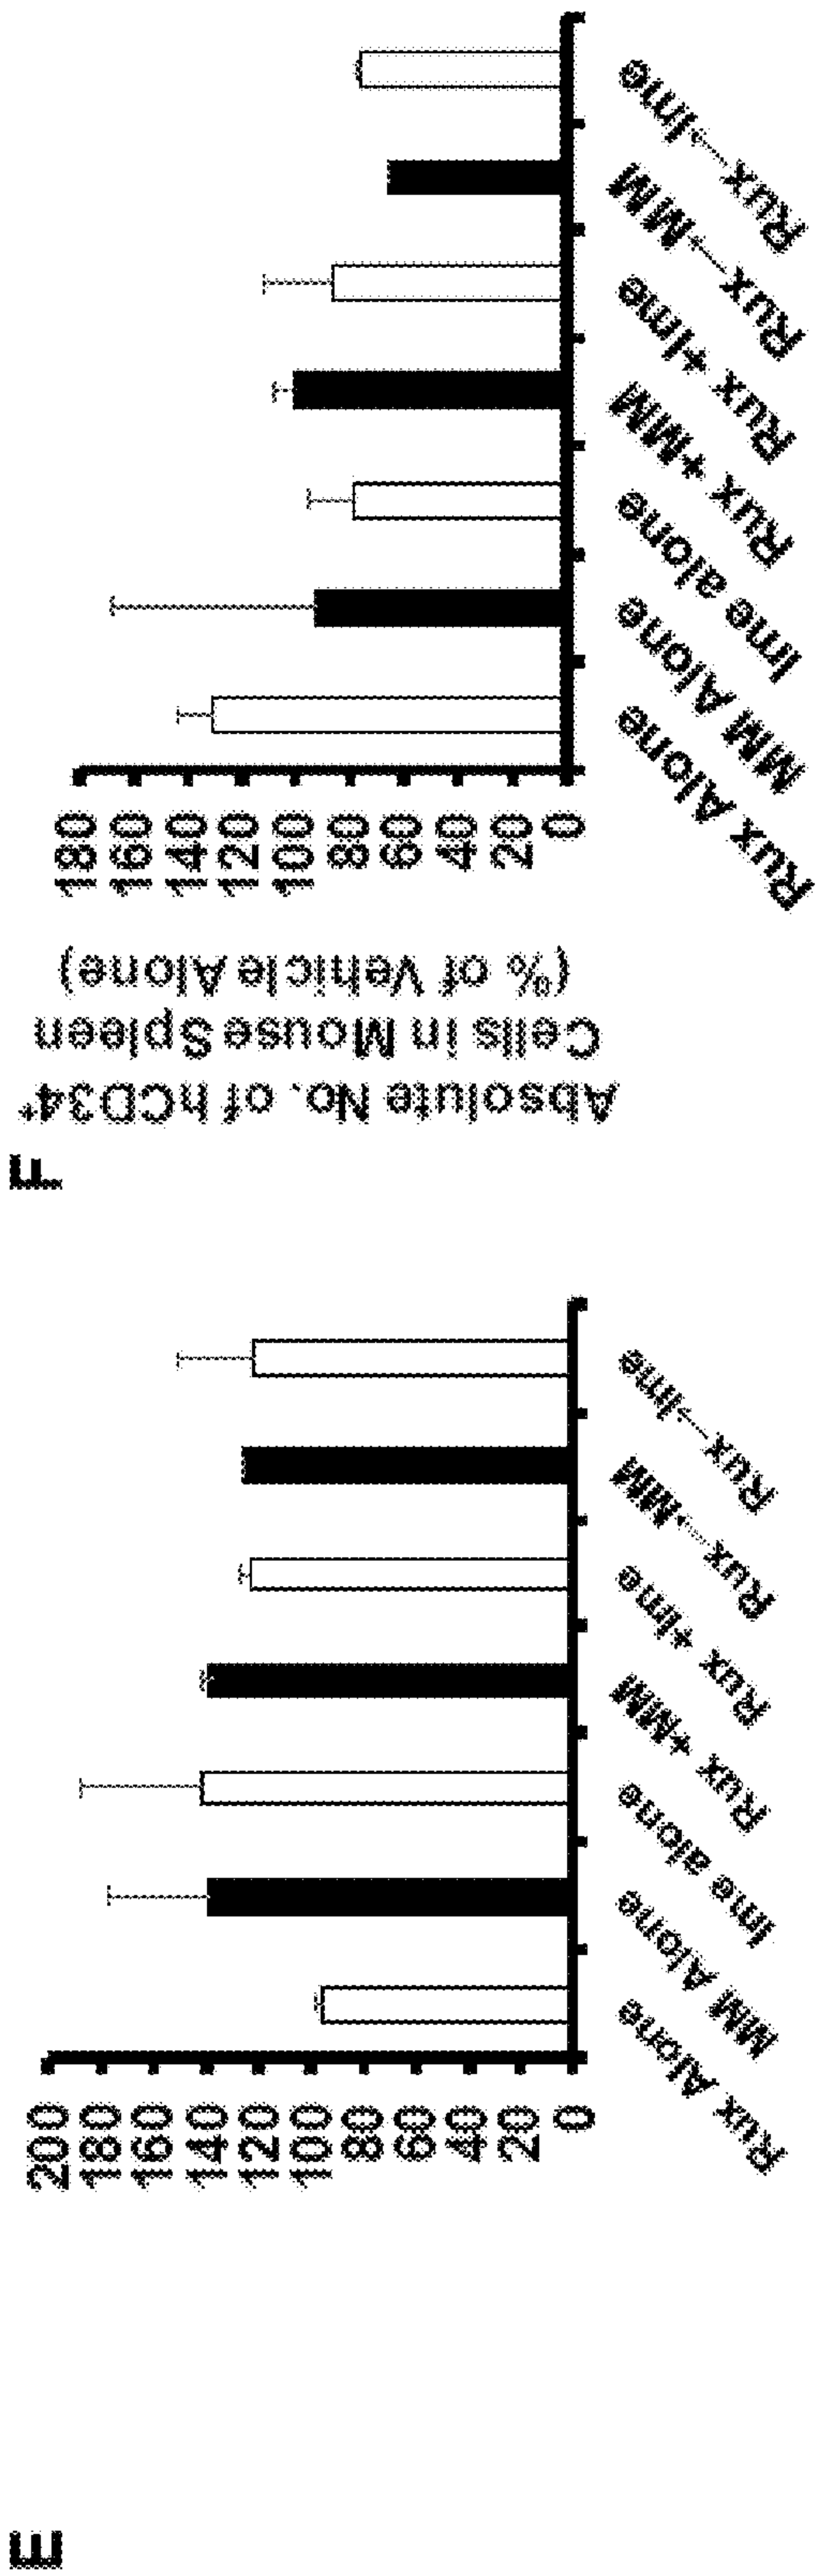 E
200
180
160
140
120
100
80
60
40
20
0
Rux Alone
MM Alone
Ime alone
Rux +MM
Rux +Ime
Rux→MM
Rux→Ime
F
Absolute No. of hCD34⁺
Cells in Mouse Spleen
(% of Vehicle Alone)
180
160
140
120
100
80
60
40
20
0
Rux Alone
MM Alone
Ime alone
Rux +MM
Rux +Ime
Rux→MM
Rux→Ime